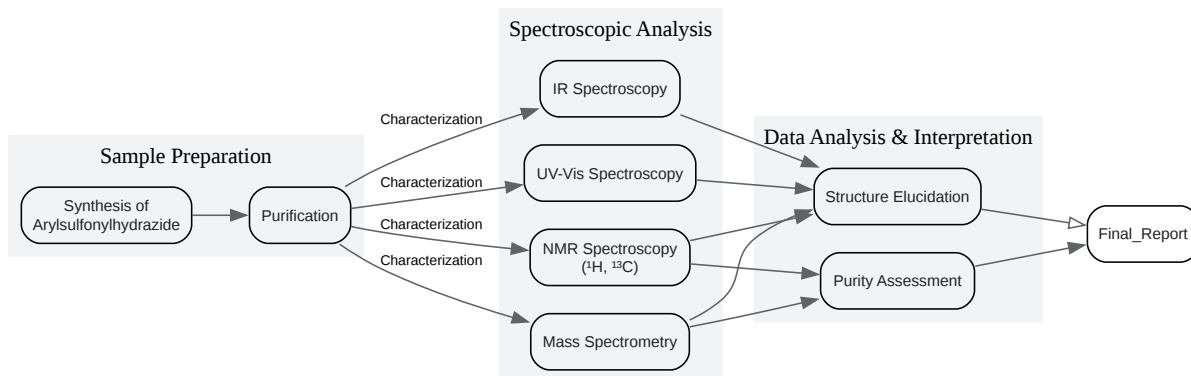 Sample Preparation
Synthesis of
Arylsulfonylhydrazide
Purification
Characterization
Characterization
Characterization
Characterization
Spectroscopic Analysis
IR Spectroscopy
UV-Vis Spectroscopy
NMR Spectroscopy
(¹H, ¹³C)
Mass Spectrometry
Data Analysis & Interpretation
Structure Elucidation
Purity Assessment
Final_Report